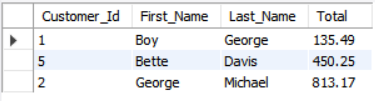 Customer_Id First_Name Last_Name Total
1 Boy George 135.49
5 Bette Davis 450.25
2 George Michael 813.17